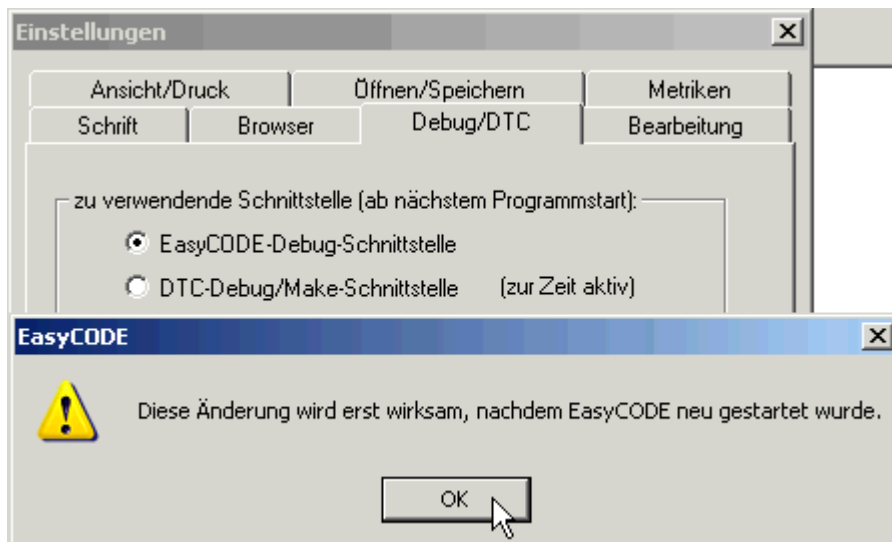 Einstellungen
Ansicht/Druck Öffnen/Speichern Metriken
Schrift Browser Debug/DTC Bearbeitung
zu verwendende Schnittstelle (ab nächstem Programmstart):
EasyCODE-Debug-Schnittstelle
DTC-Debug/Make-Schnittstelle (zur Zeit aktiv)
EasyCODE
Diese Änderung wird erst wirksam, nachdem EasyCODE neu gestartet wurde.
OK